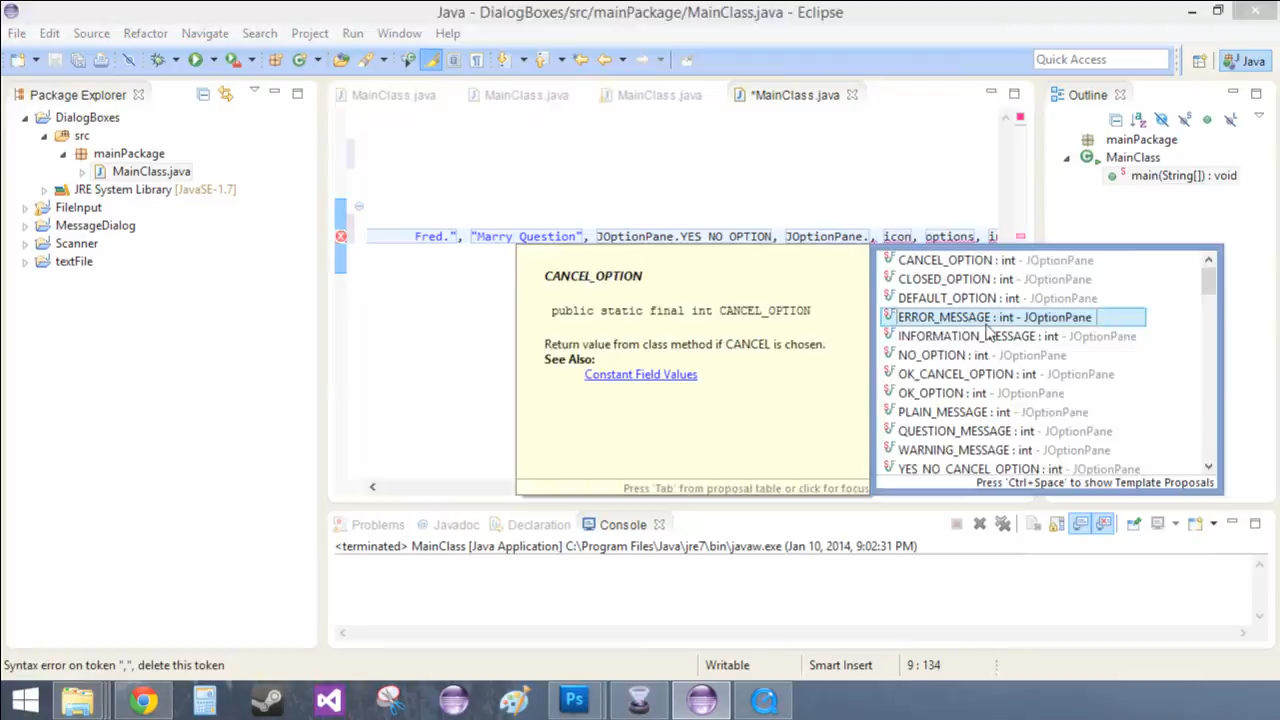 Java - DialogBoxes/src/mainPackage/MainClass.java - Eclipse
File Edit Source Refactor Navigate Search Project Run Window Help
Quick Access
Java
Package Explorer
MainClass.java
MainClass.java
MainClass.java
*MainClass.java
Outline
DialogBoxes
src
mainPackage
MainClass.java
JRE System Library [JavaSE-1.7]
FileInput
MessageDialog
Scanner
textFile
mainPackage
MainClass
main(String[]) : void
Fred.", "Marry Question", JOptionPane.YES_NO_OPTION, JOptionPane., icon, options,
CANCEL_OPTION
public static final int CANCEL_OPTION
Return value from class method if CANCEL is chosen.
See Also:
Constant Field Values
Press 'Tab' from proposal table or click for focus
CANCEL_OPTION : int - JOptionPane
CLOSED_OPTION : int - JOptionPane
DEFAULT_OPTION : int - JOptionPane
ERROR_MESSAGE : int - JOptionPane
INFORMATION_MESSAGE : int - JOptionPane
NO_OPTION : int - JOptionPane
OK_CANCEL_OPTION : int - JOptionPane
OK_OPTION : int - JOptionPane
PLAIN_MESSAGE : int - JOptionPane
QUESTION_MESSAGE : int - JOptionPane
WARNING_MESSAGE : int - JOptionPane
YES_NO_CANCEL_OPTION : int - JOptionPane
Press 'Ctrl+Space' to show Template Proposals
Problems
@ Javadoc
Declaration
Console
<terminated> MainClass [Java Application] C:\Program Files\Java\jre7\bin\javaw.exe (Jan 10, 2014, 9:02:31 PM)
Syntax error on token ",", delete this token
Writable
Smart Insert
9 : 134
Ps